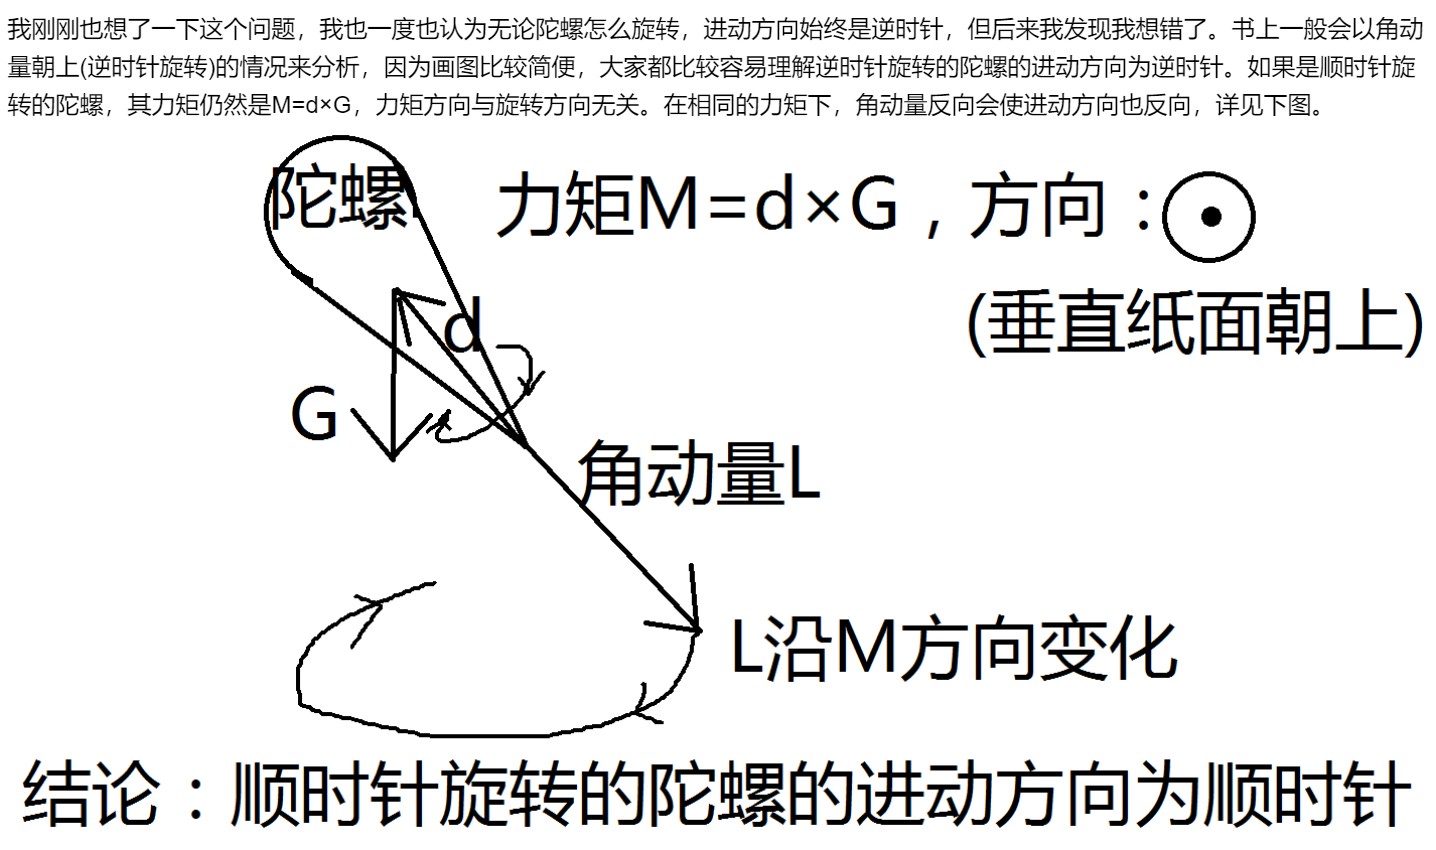 我刚刚也想了一下这个问题，我也一度也认为无论陀螺怎么旋转，进动方向始终是逆时针，但后来我发现我想错了。书上一般会以角动
量朝上(逆时针旋转)的情况来分析，因为画图比较简便，大家都比较容易理解逆时针旋转的陀螺的进动方向为逆时针。如果是顺时针旋
转的陀螺，其力矩仍然是M=d×G，力矩方向与旋转方向无关。在相同的力矩下，角动量反向会使进动方向也反向，详见下图。
陀螺
力矩M=d×G，方向：
(垂直纸面朝上)
d
G
角动量L
L沿M方向变化
结论：顺时针旋转的陀螺的进动方向为顺时针